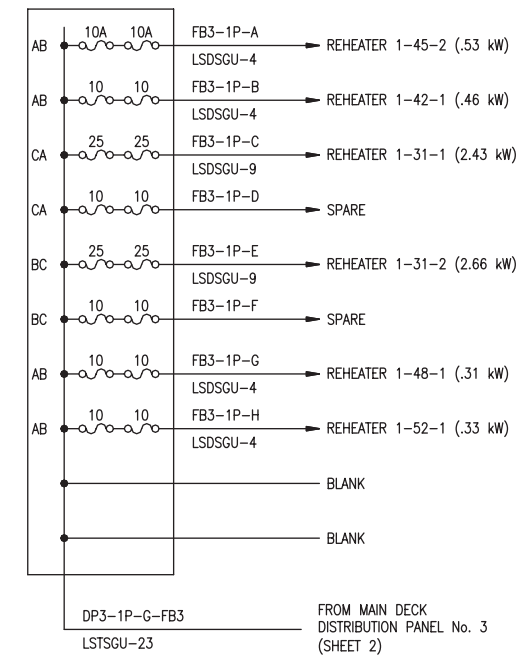 10A 10A FB3-1P-A
AB REHEATER 1-45-2 (.53 kW)
LSDSGU-4
10 10 FB3-1P-B
AB REHEATER 1-42-1 (.46 kW)
LSDSGU-4
25 25 FB3-1P-C
CA REHEATER 1-31-1 (2.43 kW)
LSDSGU-9
10 10 FB3-1P-D
CA SPARE
25 25 FB3-1P-E
BC REHEATER 1-31-2 (2.66 kW)
LSDSGU-9
10 10 FB3-1P-F
BC SPARE
10 10 FB3-1P-G
AB REHEATER 1-48-1 (.31 kW)
LSDSGU-4
10 10 FB3-1P-H
AB REHEATER 1-52-1 (.33 kW)
LSDSGU-4
BLANK
BLANK
DP3-1P-G-FB3
LSTSGU-23
FROM MAIN DECK
DISTRIBUTION PANEL No. 3
(SHEET 2)